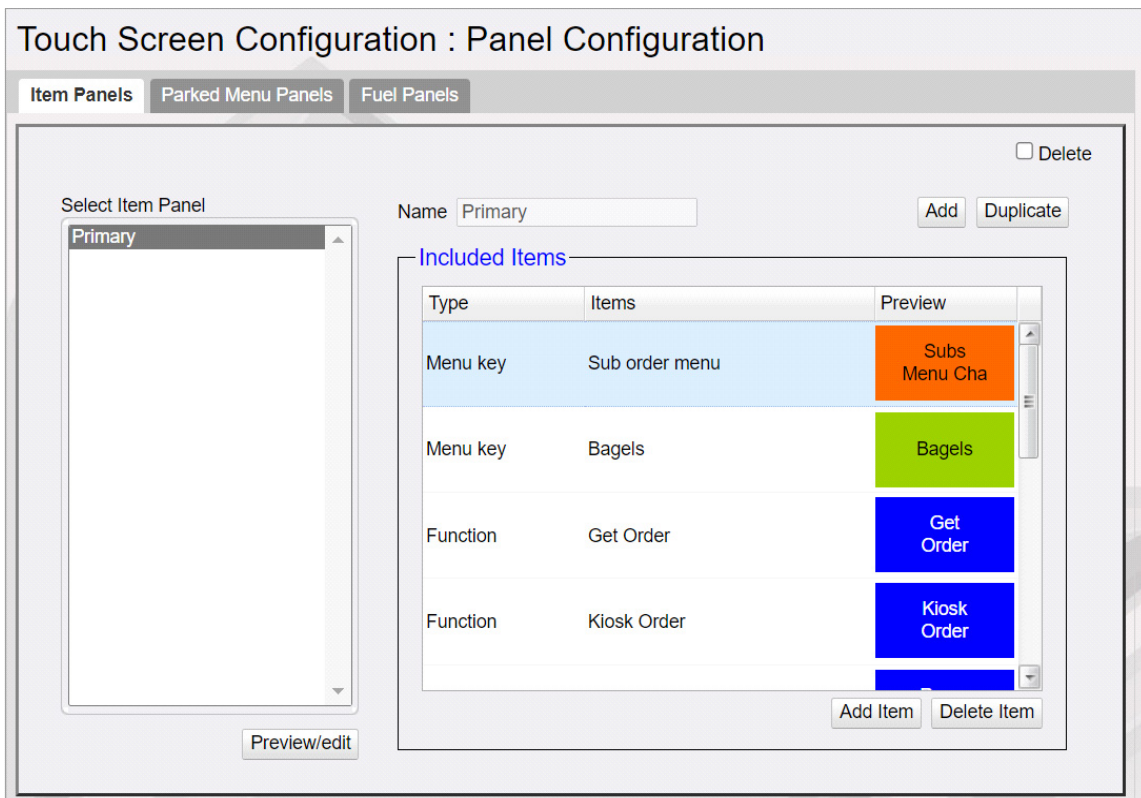 Touch Screen Configuration : Panel Configuration
Item Panels Parked Menu Panels Fuel Panels
Delete
Select Item Panel
Primary
Preview/edit
Name Primary
Add Duplicate
Included Items
Type Items Preview
Menu key Sub order menu Subs
Menu Cha
Menu key Bagels Bagels
Function Get Order Get
Order
Function Kiosk Order Kiosk
Order
Add Item Delete Item